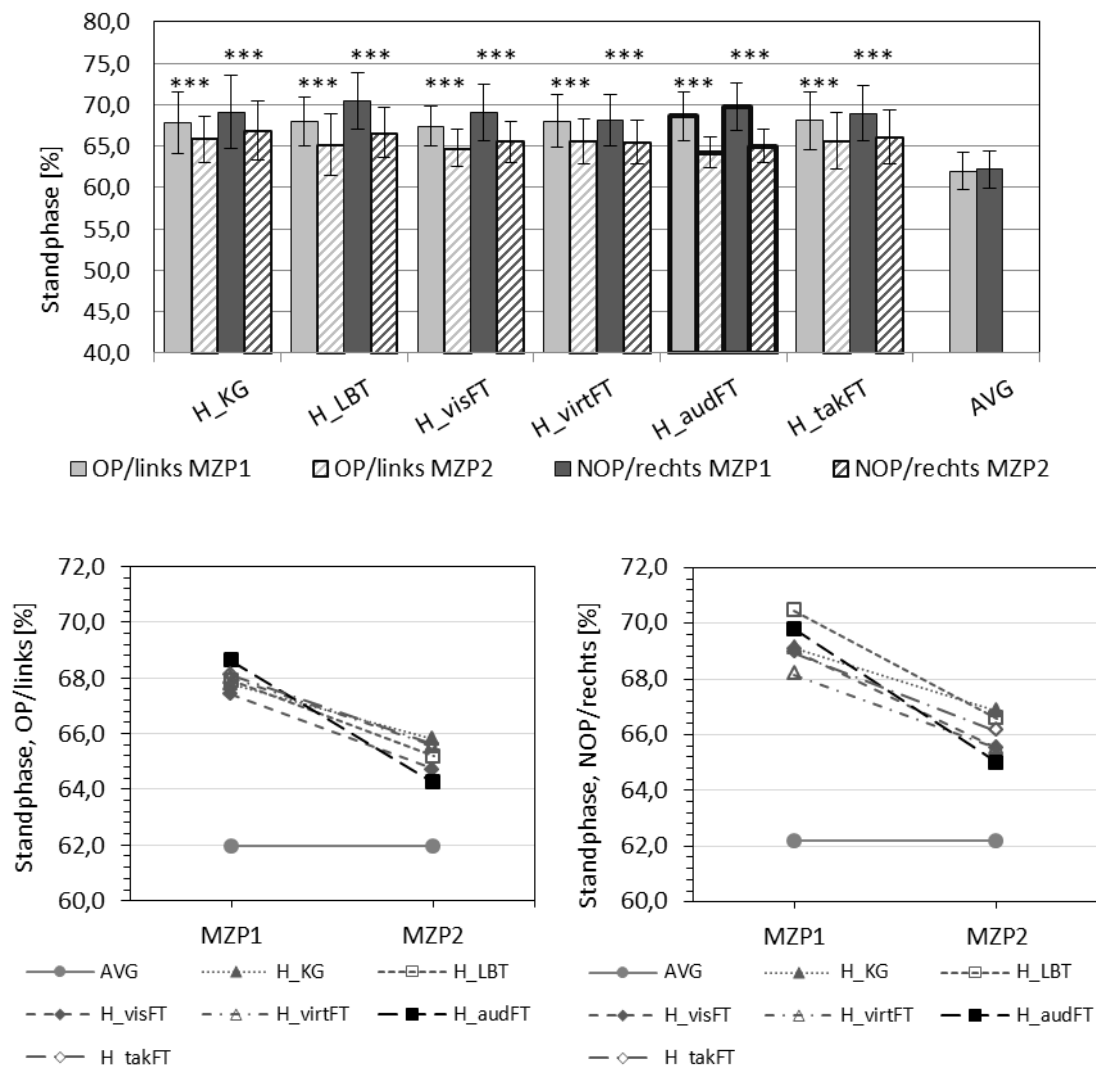 80,0
75,0
70,0
65,0
60,0
55,0
50,0
45,0
40,0
Standphase [%]
*** *** *** *** *** ***
*** *** *** *** *** ***
H_KG H_LBT H_visFT H_virtFT H_audFT H_takFT AVG
OP/links MZP1 OP/links MZP2 NOP/rechts MZP1 NOP/rechts MZP2
Standphase, OP/links [%]
72,0
70,0
68,0
66,0
64,0
62,0
60,0
MZP1 MZP2
AVG H_KG H_LBT
H_visFT H_virtFT H_audFT
H_takFT
Standphase, NOP/rechts [%]
72,0
70,0
68,0
66,0
64,0
62,0
60,0
MZP1 MZP2
AVG H_KG H_LBT
H_visFT H_virtFT H_audFT
H_takFT